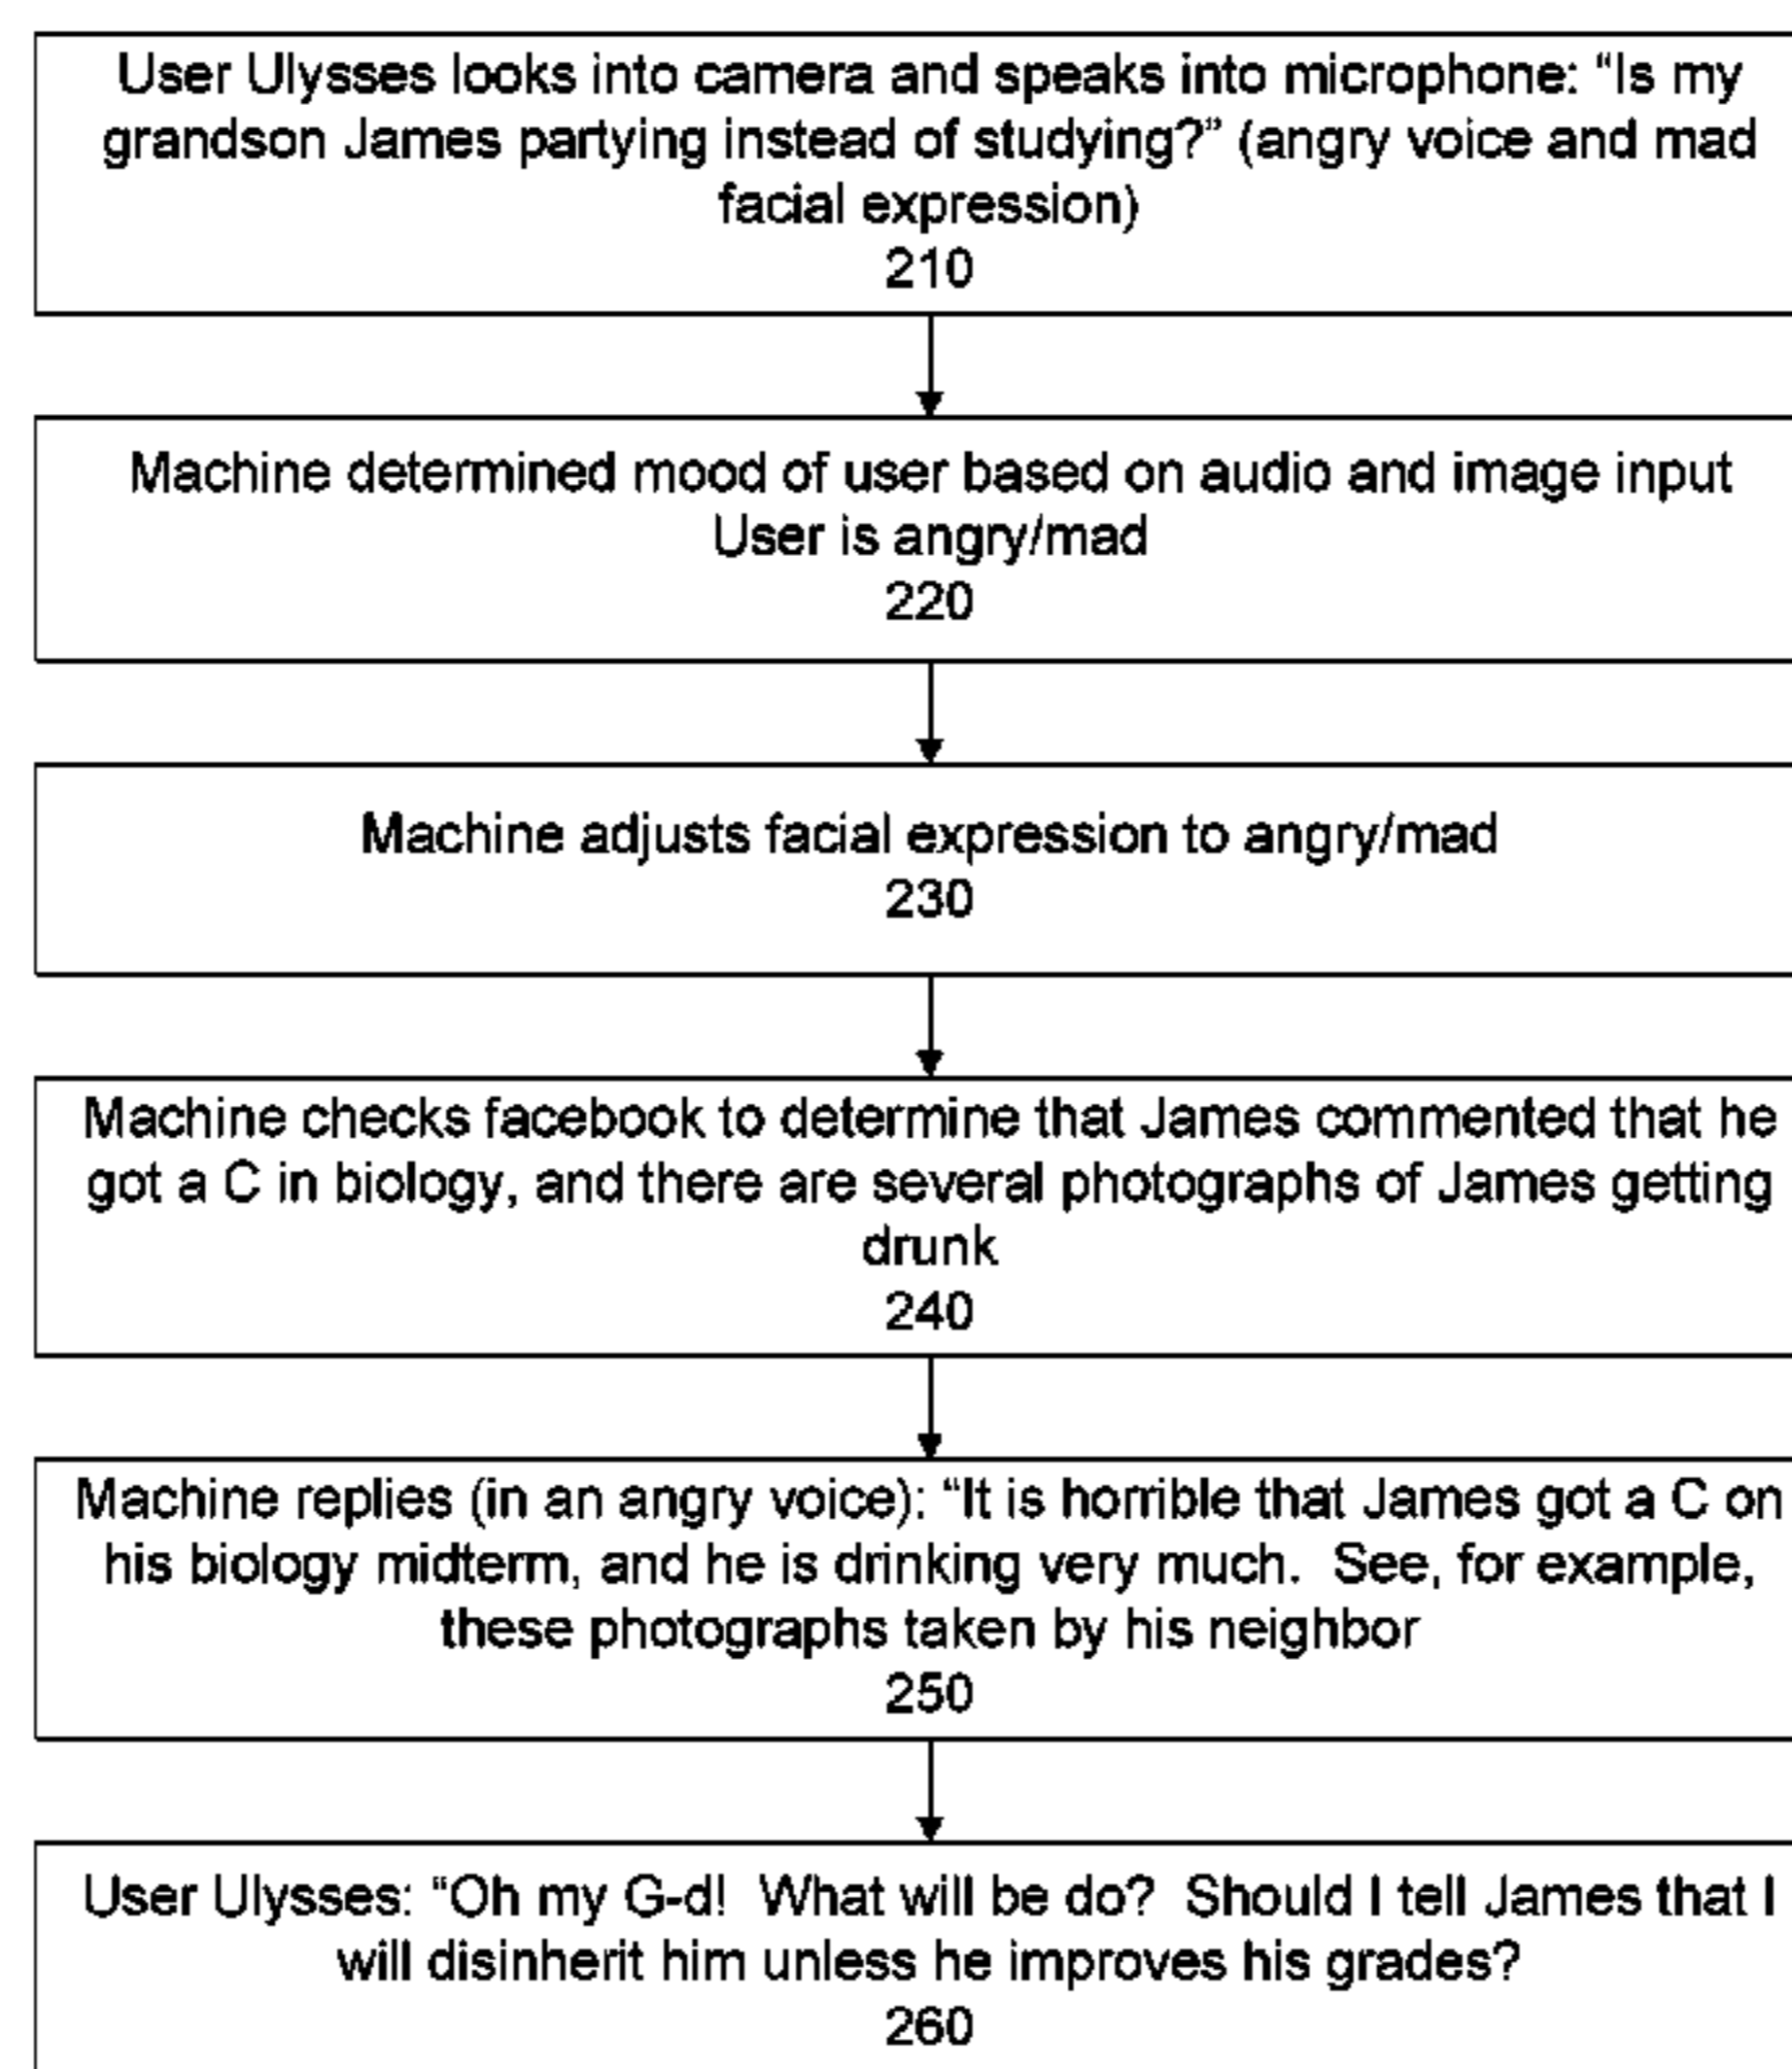 User Ulysses looks into camera and speaks into microphone: “Is my
grandson James partying instead of studying?” (angry voice and mad
facial expression)
210
Machine determined mood of user based on audio and image input
User is angry/mad
220
Machine adjusts facial expression to angry/mad
230
Machine checks facebook to determine that James commented that he
got a C in biology, and there are several photographs of James getting
drunk
240
Machine replies (in an angry voice): “It is horrible that James got a C on
his biology midterm, and he is drinking very much.  See, for example,
these photographs taken by his neighbor
250
User Ulysses: “Oh my G-d!  What will be do?  Should I tell James that I
will disinherit him unless he improves his grades?
260